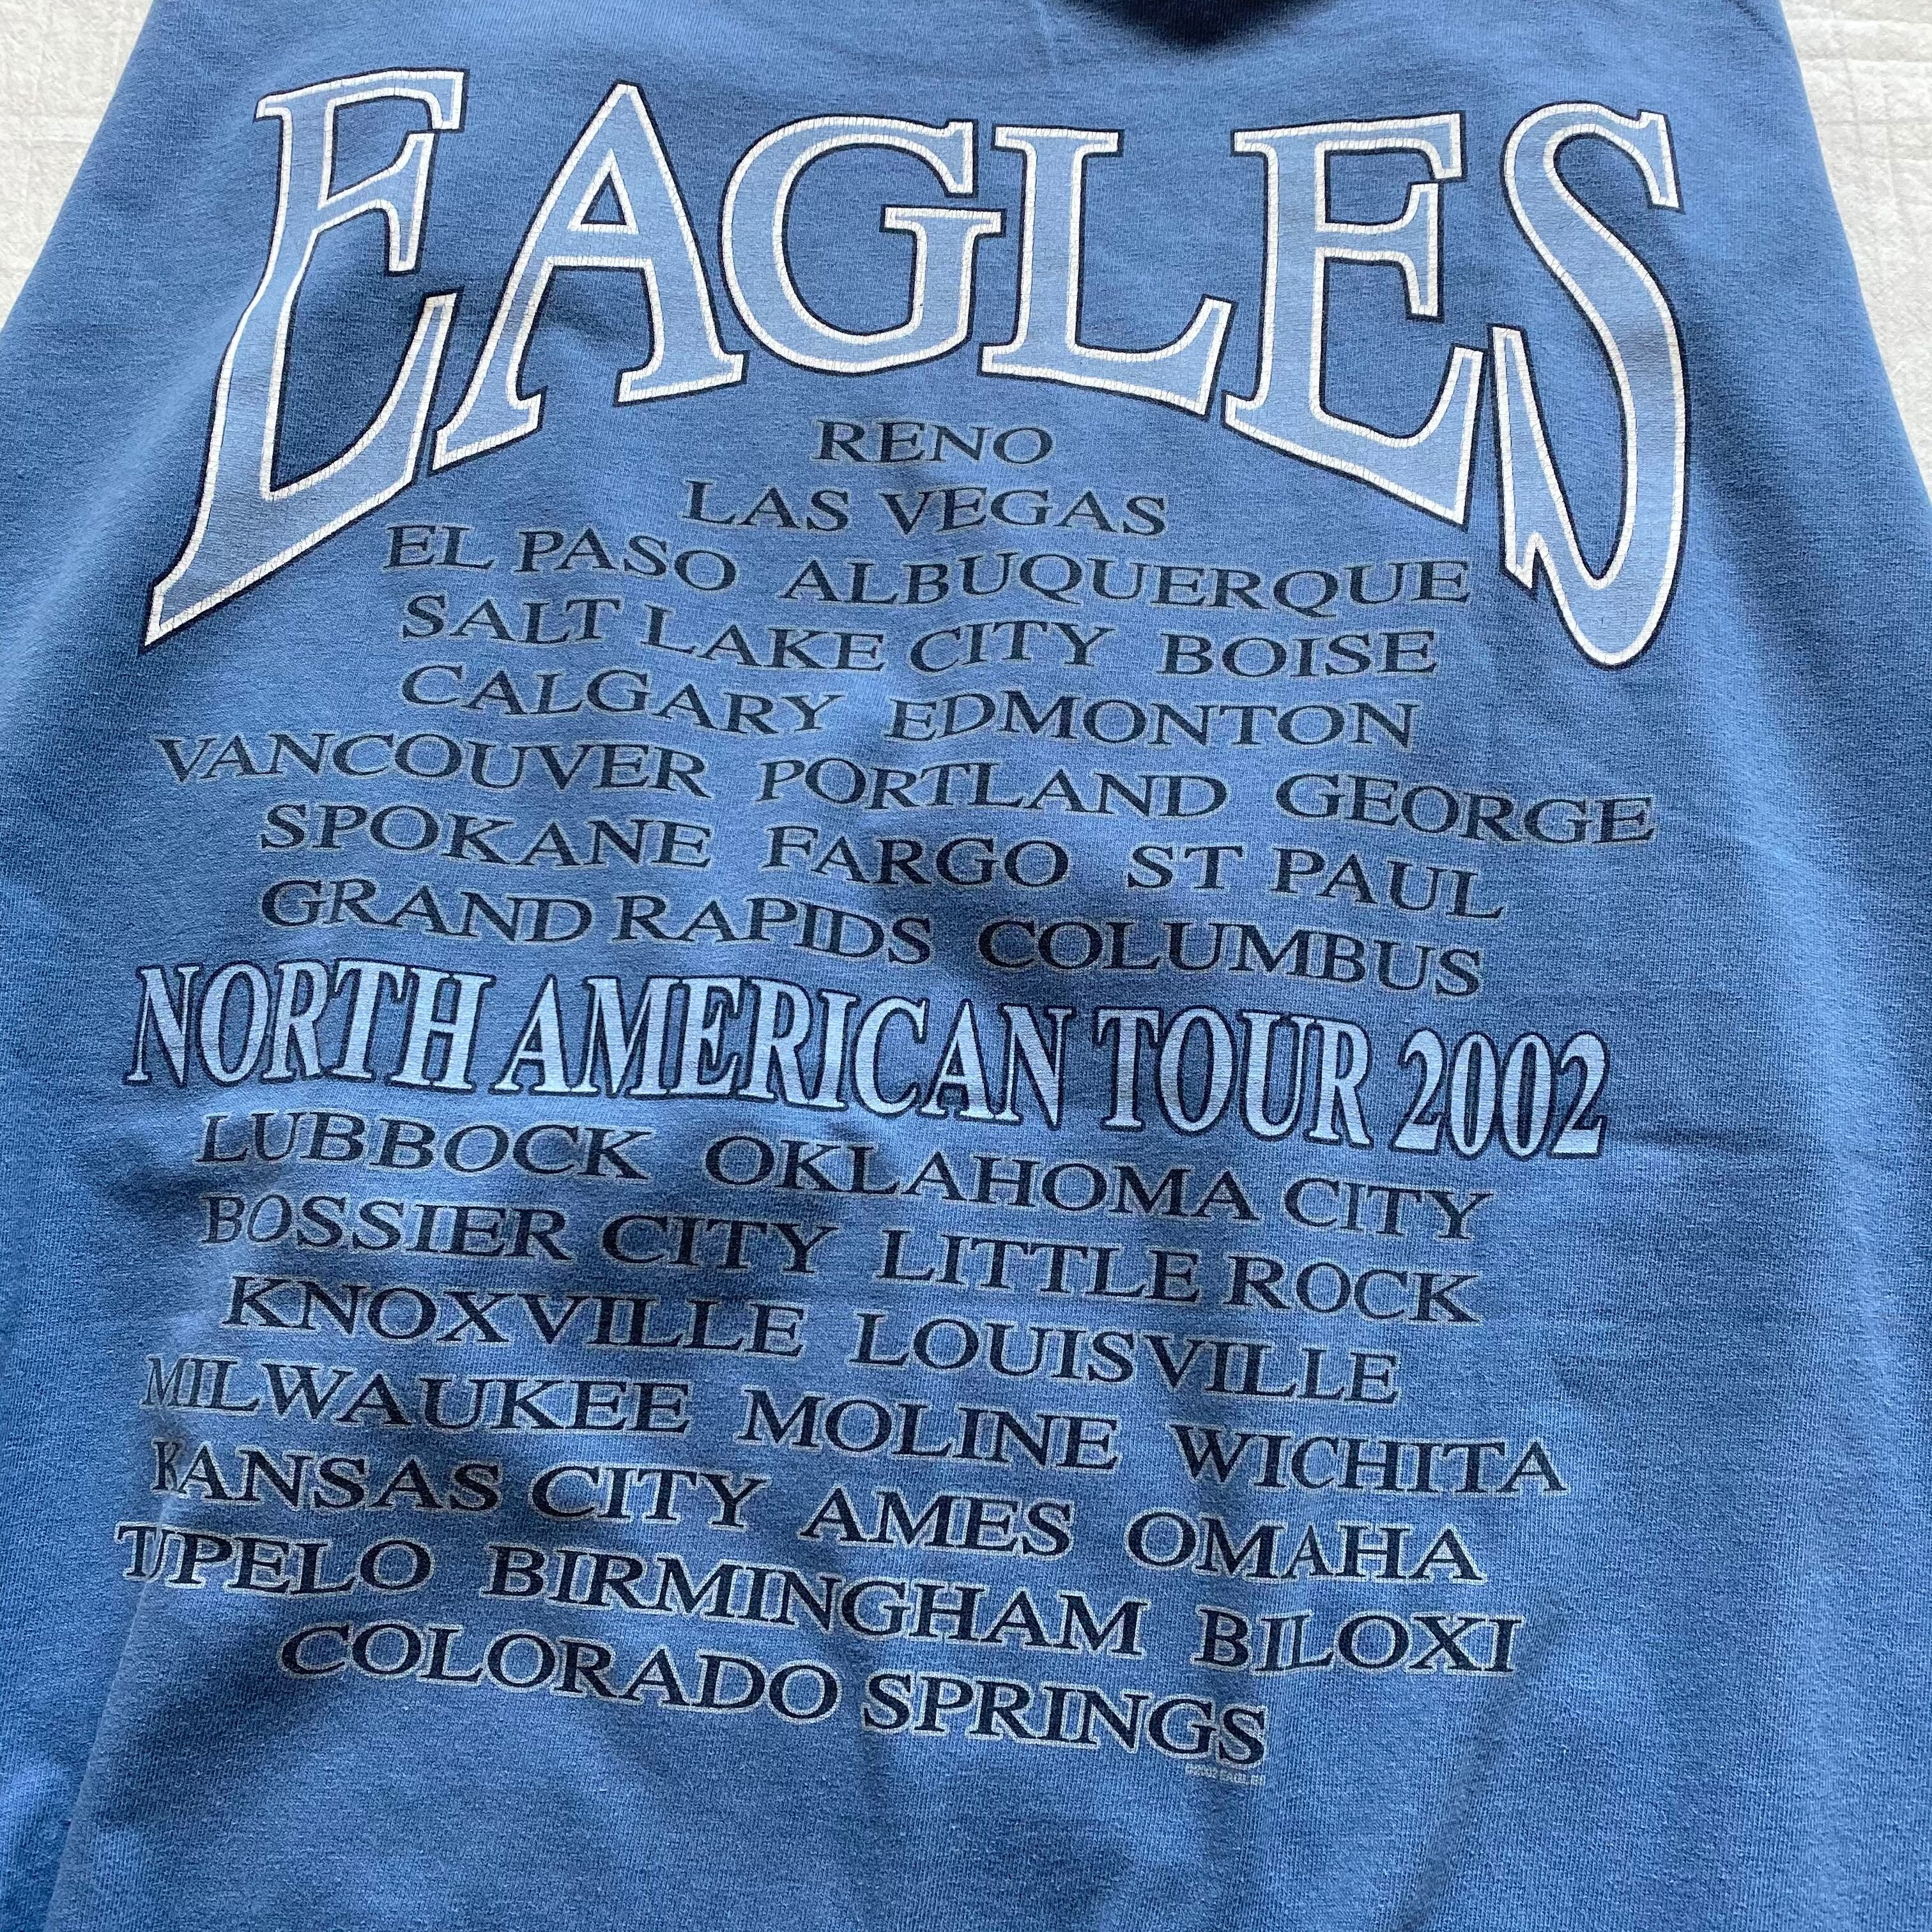 EAGLES
RENO
LAS VEGAS
EL PASO ALBUQUERQUE
SALT LAKE CITY BOISE
CALGARY EDMONTON
VANCOUVER PORTLAND GEORGE
SPOKANE FARGO ST PAUL
GRAND RAPIDS COLUMBUS
NORTH AMERICAN TOUR 2002
LUBBOCK OKLAHOMA CITY
BOSSIER CITY LITTLE ROCK
KNOXVILLE LOUISVILLE
MILWAUKEE MOLINE WICHITA
KANSAS CITY AMES OMAHA
TUPELO BIRMINGHAM BILOXI
COLORADO SPRINGS
©2002